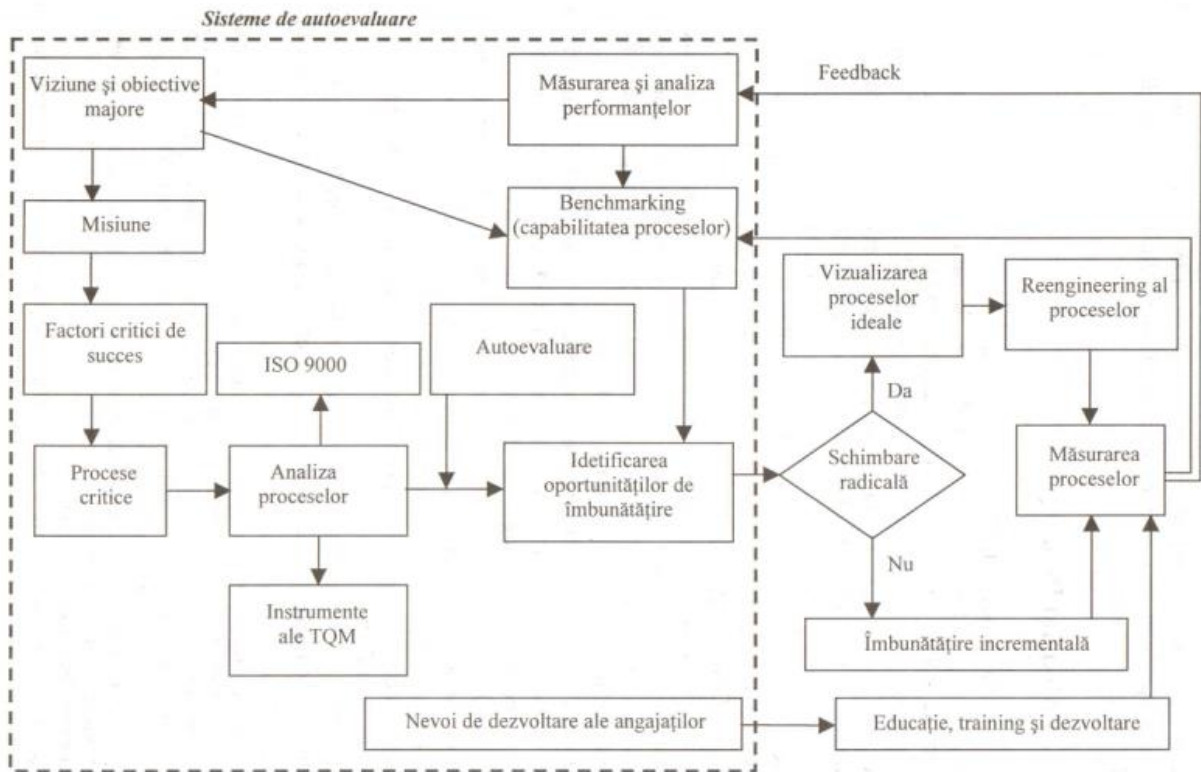 Sisteme de autoevaluare
Viziune şi obiective
majore
Măsurarea şi analiza
performanţelor
Feedback
Misiune
Benchmarking
(capabilitatea proceselor)
Factori critici de
succes
ISO 9000
Autoevaluare
Vizualizarea
proceselor
ideale
Reengineering al
proceselor
Da
Procese
critice
Analiza
proceselor
Idetificarea
oportunităţilor de
îmbunătăţire
Schimbare
radicală
Măsurarea
proceselor
Nu
Instrumente
ale TQM
Îmbunătăţire incrementală
Nevoi de dezvoltare ale angajaţilor
Educaţie, training şi dezvoltare